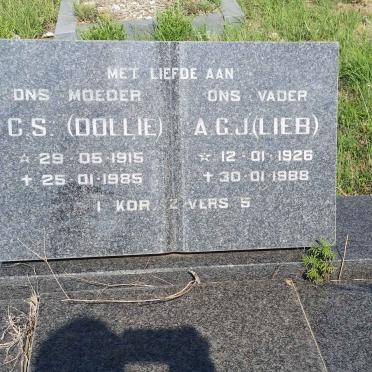 MET LIEFDE AAN
ONS MOEDER
C.S. (DOLLIE)
☆ 29·05·1915
✝ 25·01·1985
ONS VADER
A.C.J.(LIEB)
☆ 12·01·1926
✝ 30·01·1988
I KOR. 2 VERS 5